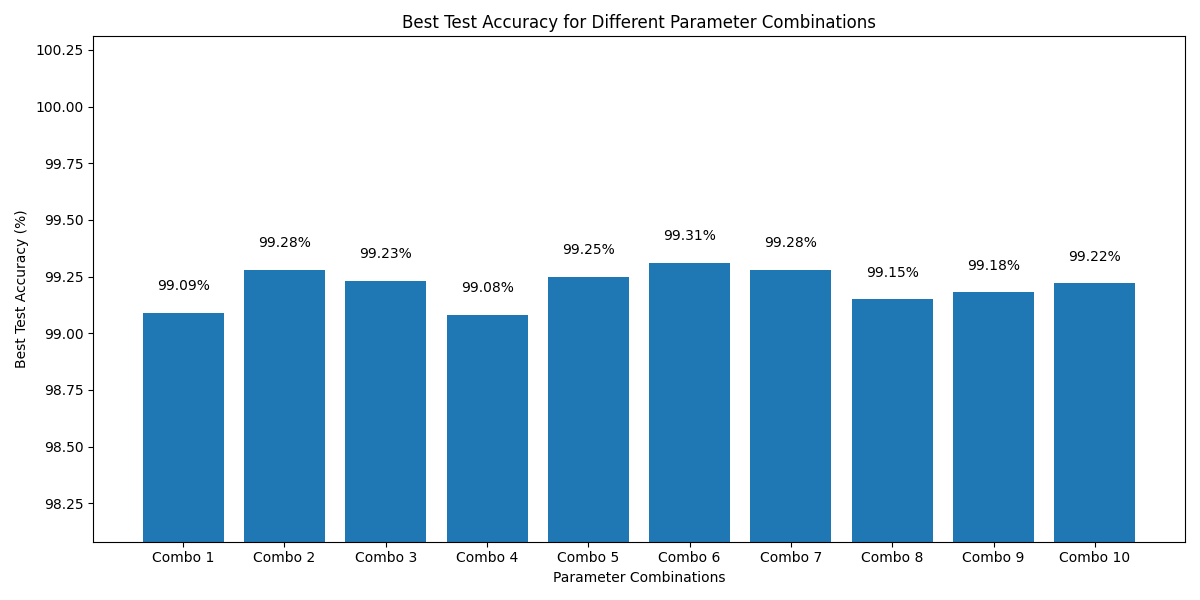 Best Test Accuracy for Different Parameter Combinations
Best Test Accuracy (%)
100.25
100.00
99.75
99.50
99.25
99.00
98.75
98.50
98.25
99.09%
99.28%
99.23%
99.08%
99.25%
99.31%
99.28%
99.15%
99.18%
99.22%
Combo 1
Combo 2
Combo 3
Combo 4
Combo 5
Combo 6
Combo 7
Combo 8
Combo 9
Combo 10
Parameter Combinations